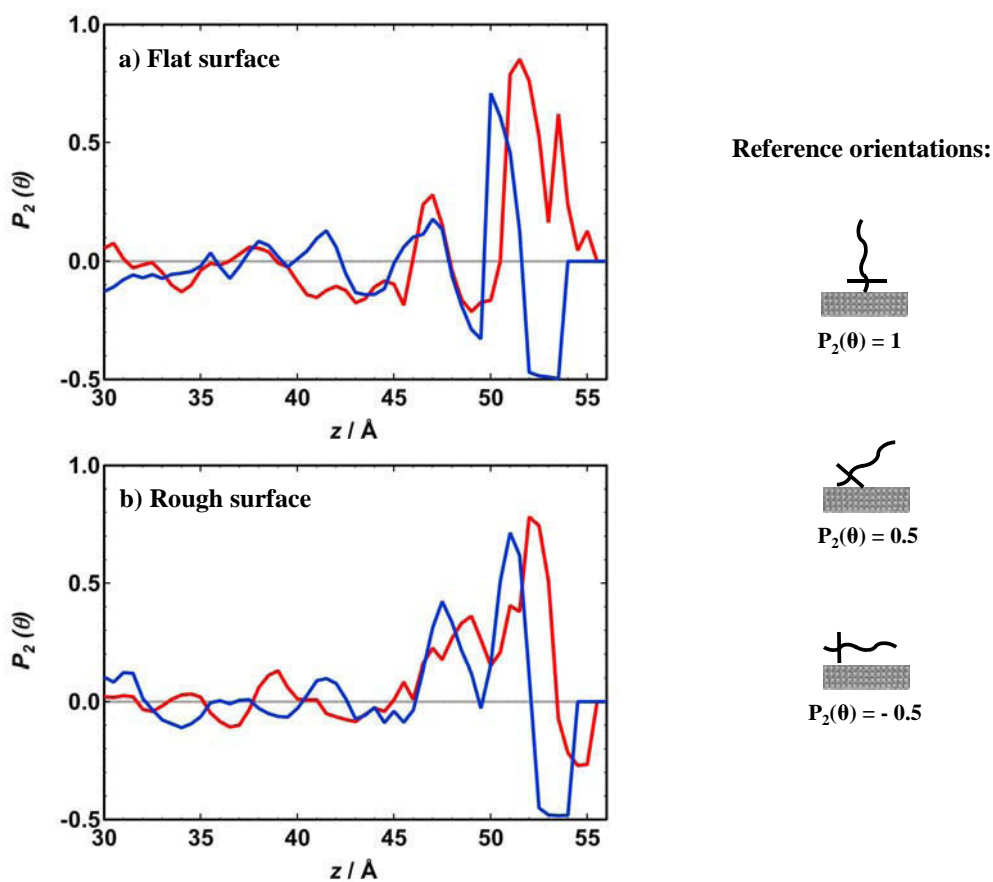 1.0
a) Flat surface
0.5
0.0
-0.5
P2 (θ)
30 35 40 45 50 55
z / Å
1.0
b) Rough surface
0.5
0.0
-0.5
P2 (θ)
30 35 40 45 50 55
z / Å
Reference orientations:
P2(θ) = 1
P2(θ) = 0.5
P2(θ) = - 0.5